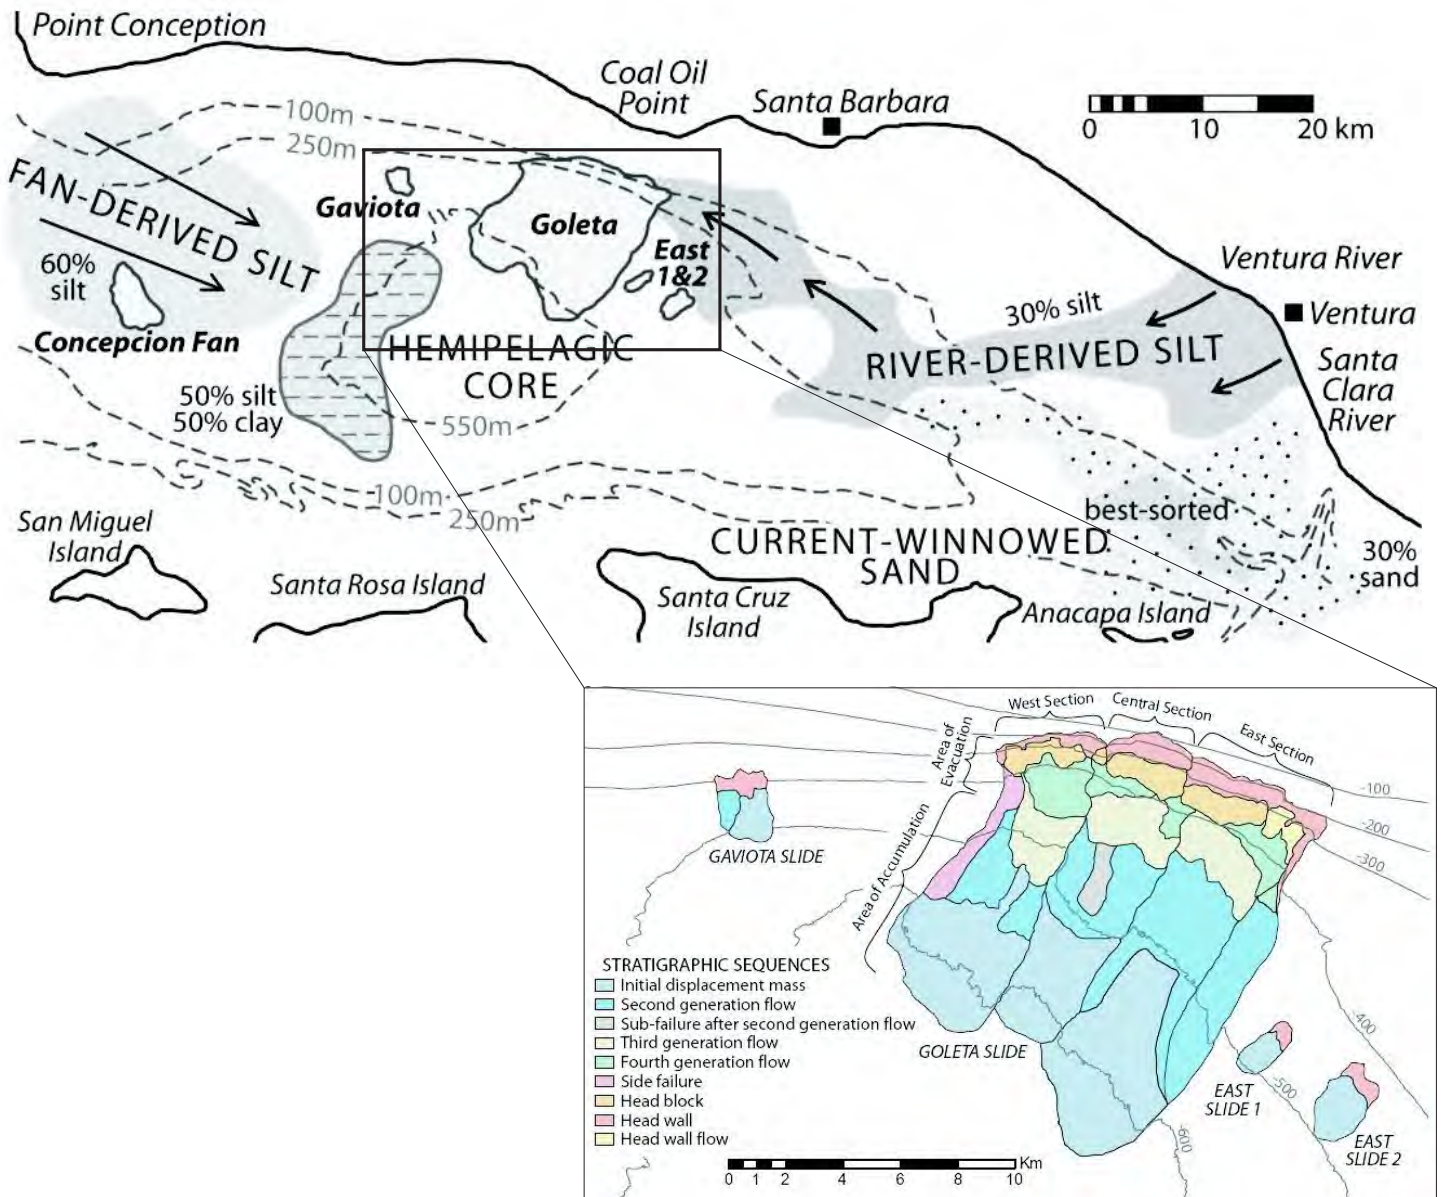 Point Conception
Coal Oil
Point
Santa Barbara
0 10 20 km
100m
250m
FAN-DERIVED SILT
60%
silt
Gaviota
Goleta
East
1&2
Concepcion Fan
Ventura River
30% silt
Ventura
RIVER-DERIVED SILT
Santa
Clara
River
HEMIPELAGIC
CORE
50% silt
50% clay
550m
100m
250m
best-sorted
CURRENT-WINNOWED
SAND
30%
sand
San Miguel
Island
Santa Rosa Island
Santa Cruz
Island
Anacapa Island
West Section
Central Section
East Section
Area of
Evacuation
Area of Accumulation
-100
-200
-300
-400
-500
-600
GAVIOTA SLIDE
GOLETA SLIDE
EAST
SLIDE 1
EAST
SLIDE 2
STRATIGRAPHIC SEQUENCES
Initial displacement mass
Second generation flow
Sub-failure after second generation flow
Third generation flow
Fourth generation flow
Side failure
Head block
Head wall
Head wall flow
0 1 2 4 6 8 10 Km